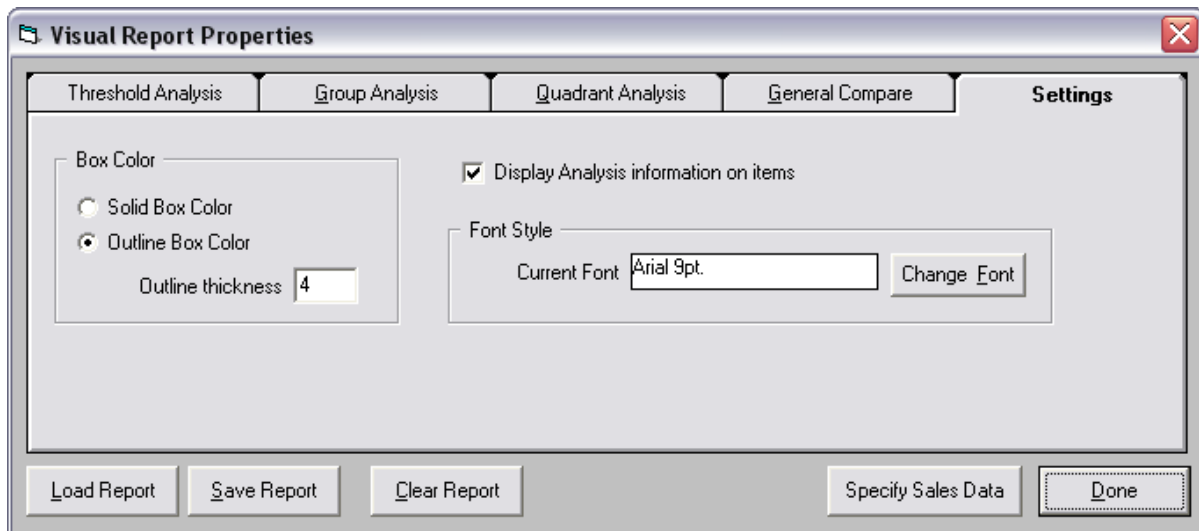 Visual Report Properties
Threshold Analysis
Group Analysis
Quadrant Analysis
General Compare
Settings
Box Color
Solid Box Color
Outline Box Color
Outline thickness 4
Display Analysis information on items
Font Style
Current Font Arial 9pt. Change Font
Load Report
Save Report
Clear Report
Specify Sales Data
Done